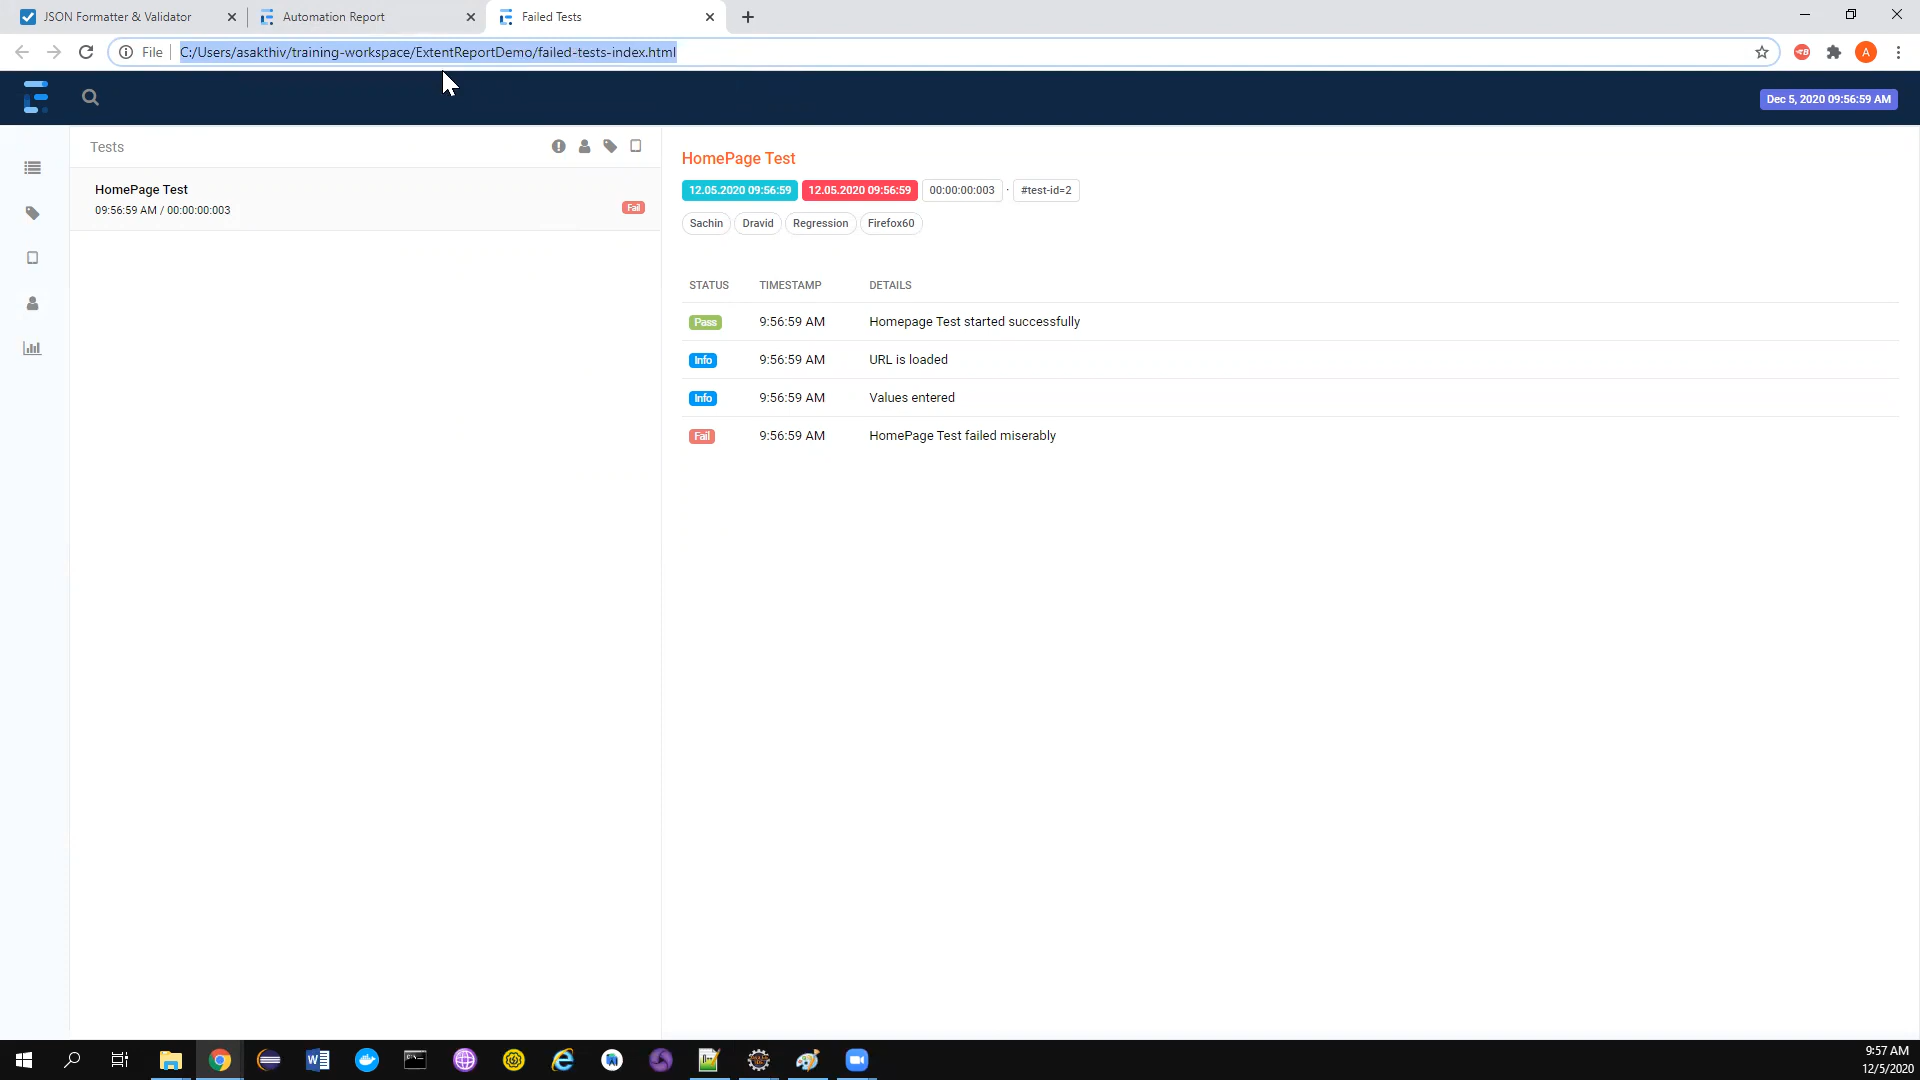 JSON Formatter & Validator
Automation Report
Failed Tests
File
C:/Users/asakthiv/training-workspace/ExtentReportDemo/failed-tests-index.html
A
Dec 5, 2020 09:56:59 AM
Tests
HomePage Test
09:56:59 AM / 00:00:00:003
Fail
HomePage Test
12.05.2020 09:56:59 12.05.2020 09:56:59 00:00:00:003 · #test-id=2
Sachin Dravid Regression Firefox60
STATUS TIMESTAMP DETAILS
Pass 9:56:59 AM Homepage Test started successfully
Info 9:56:59 AM URL is loaded
Info 9:56:59 AM Values entered
Fail 9:56:59 AM HomePage Test failed miserably
9:57 AM
12/5/2020